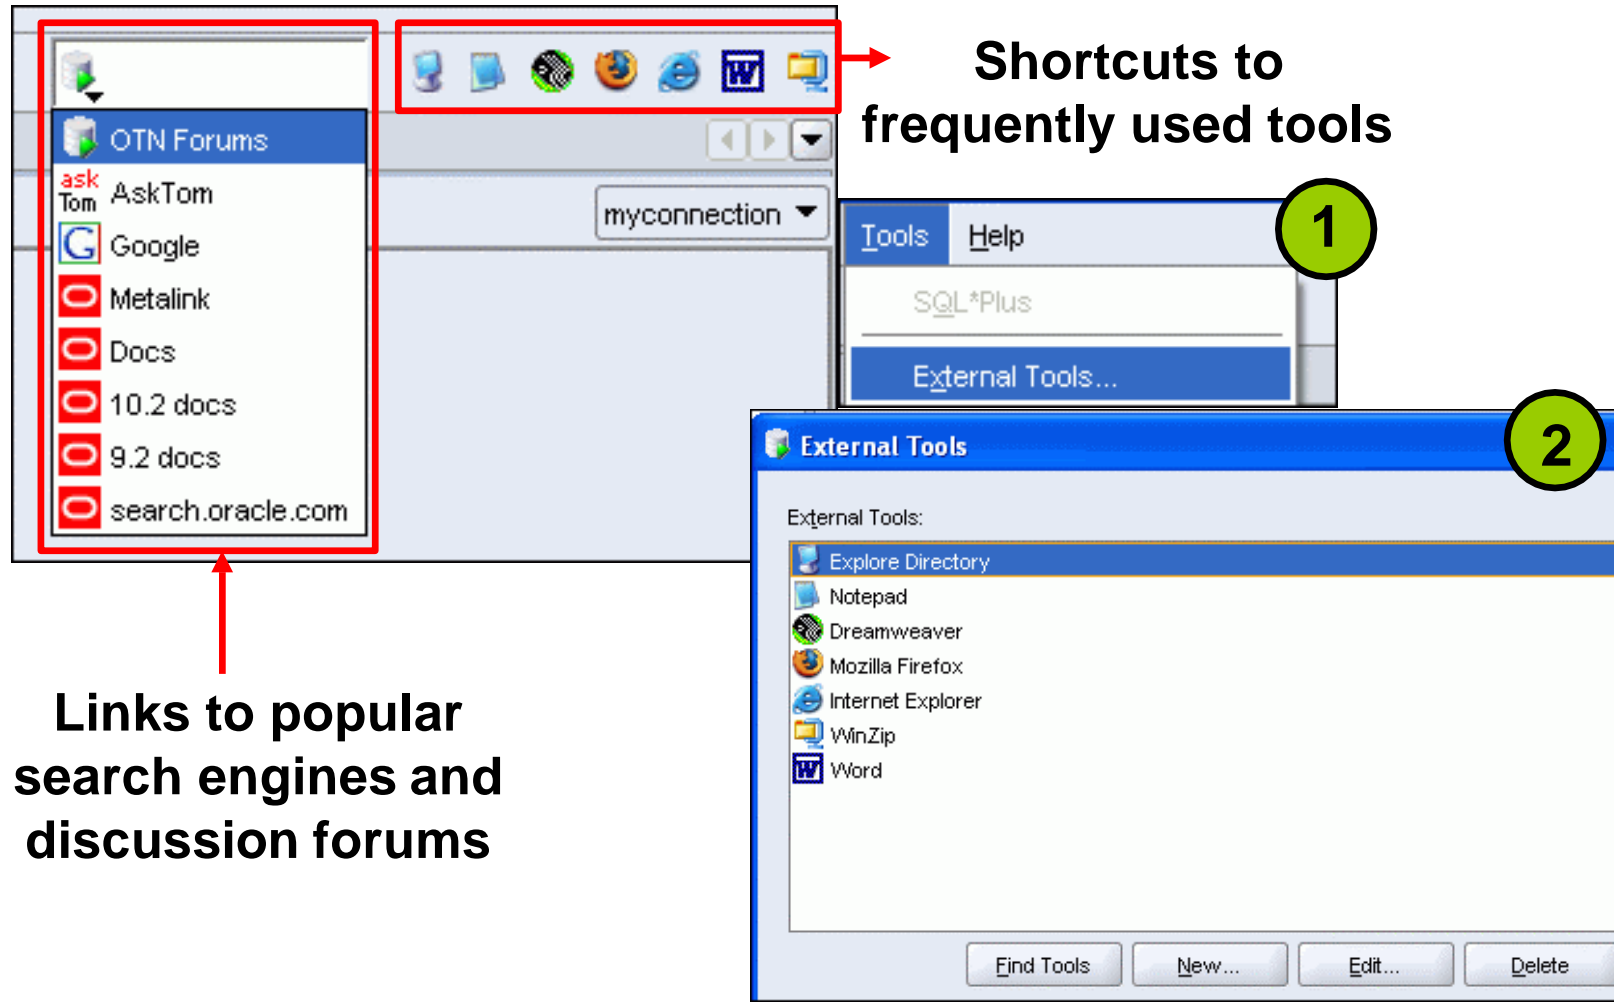 Shortcuts to
frequently used tools
OTN Forums
ask
Tom AskTom
G Google
Metalink
Docs
10.2 docs
9.2 docs
search.oracle.com
W
myconnection
Links to popular
search engines and
discussion forums
1
Tools Help
SQL*Plus
External Tools...
2
External Tools
External Tools:
Explore Directory
Notepad
Dreamweaver
Mozilla Firefox
Internet Explorer
WinZip
W Word
Find Tools New... Edit... Delete